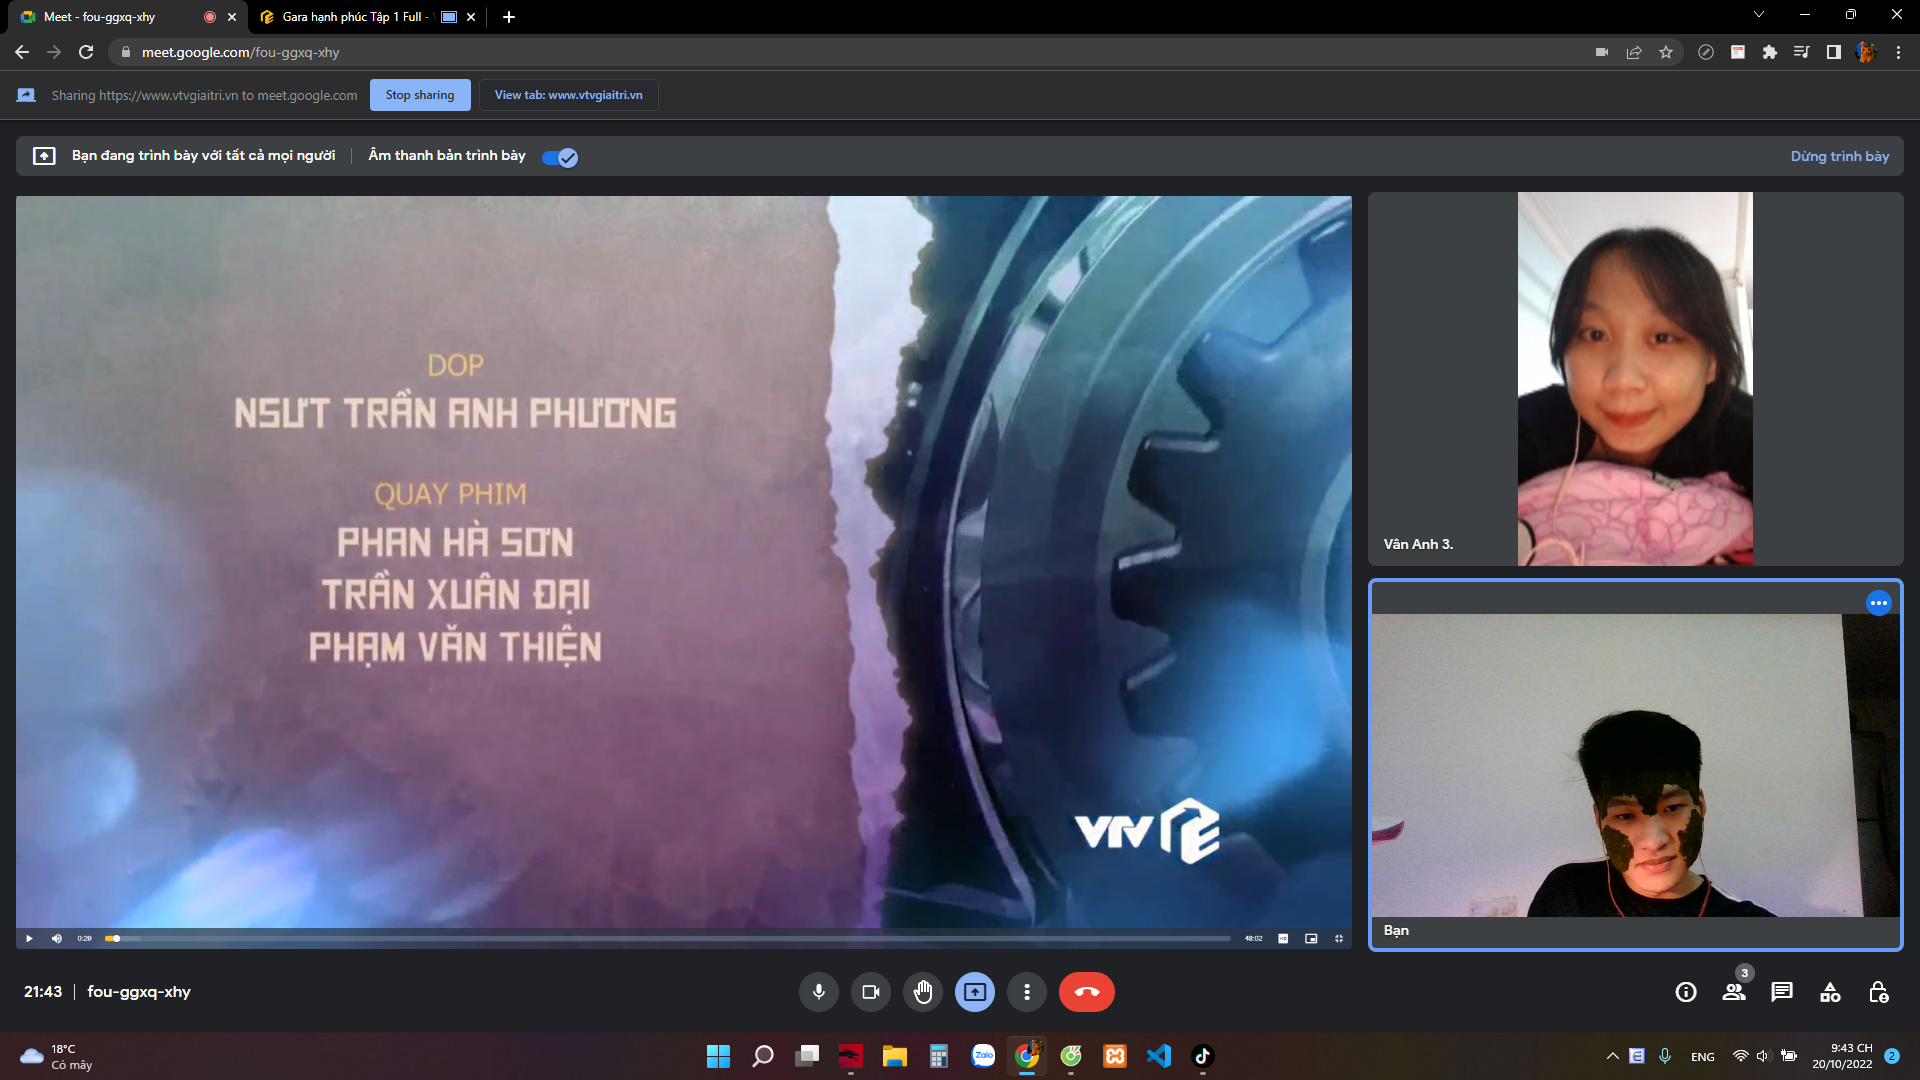 Meet - fou-ggxq-xhy
Gara hạnh phúc Tập 1 Full -
meet.google.com/fou-ggxq-xhy
Sharing https://www.vtvgiaitri.vn to meet.google.com
Stop sharing
View tab: www.vtvgiaitri.vn
Bạn đang trình bày với tất cả mọi người
Âm thanh bản trình bày
Dừng trình bày
DOP
NSƯT TRẦN ANH PHƯƠNG
QUAY PHIM
PHAN HÀ SƠN
TRẦN XUÂN ĐẠI
PHẠM VĂN THIỆN
VTV
0:29
48:02
HD
Vân Anh 3.
Bạn
21:43 | fou-ggxq-xhy
3
18°C
Có mây
Zalo
ENG
9:43 CH
20/10/2022
2